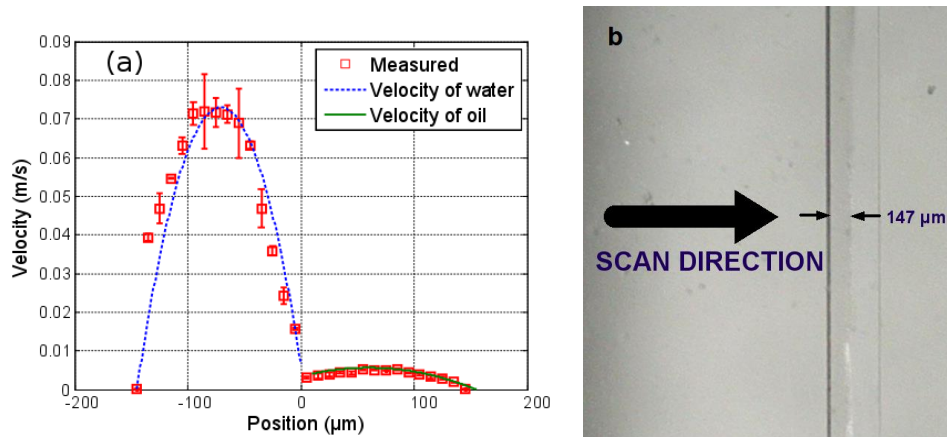 (a)
Measured
Velocity of water
Velocity of oil
0.09
0.08
0.07
0.06
0.05
0.04
0.03
0.02
0.01
0
Velocity (m/s)
-200
-100
0
100
200
Position (µm)
b
147 µm
SCAN DIRECTION